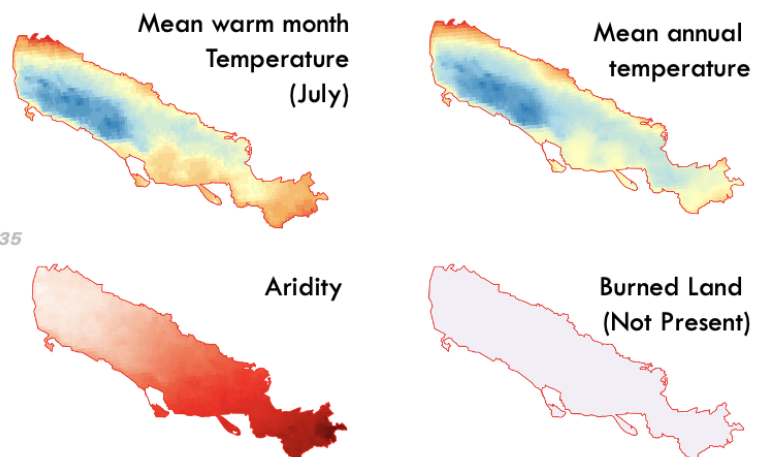 Mean warm month
Temperature
(July)
Mean annual
temperature
35
Aridity
Burned Land
(Not Present)